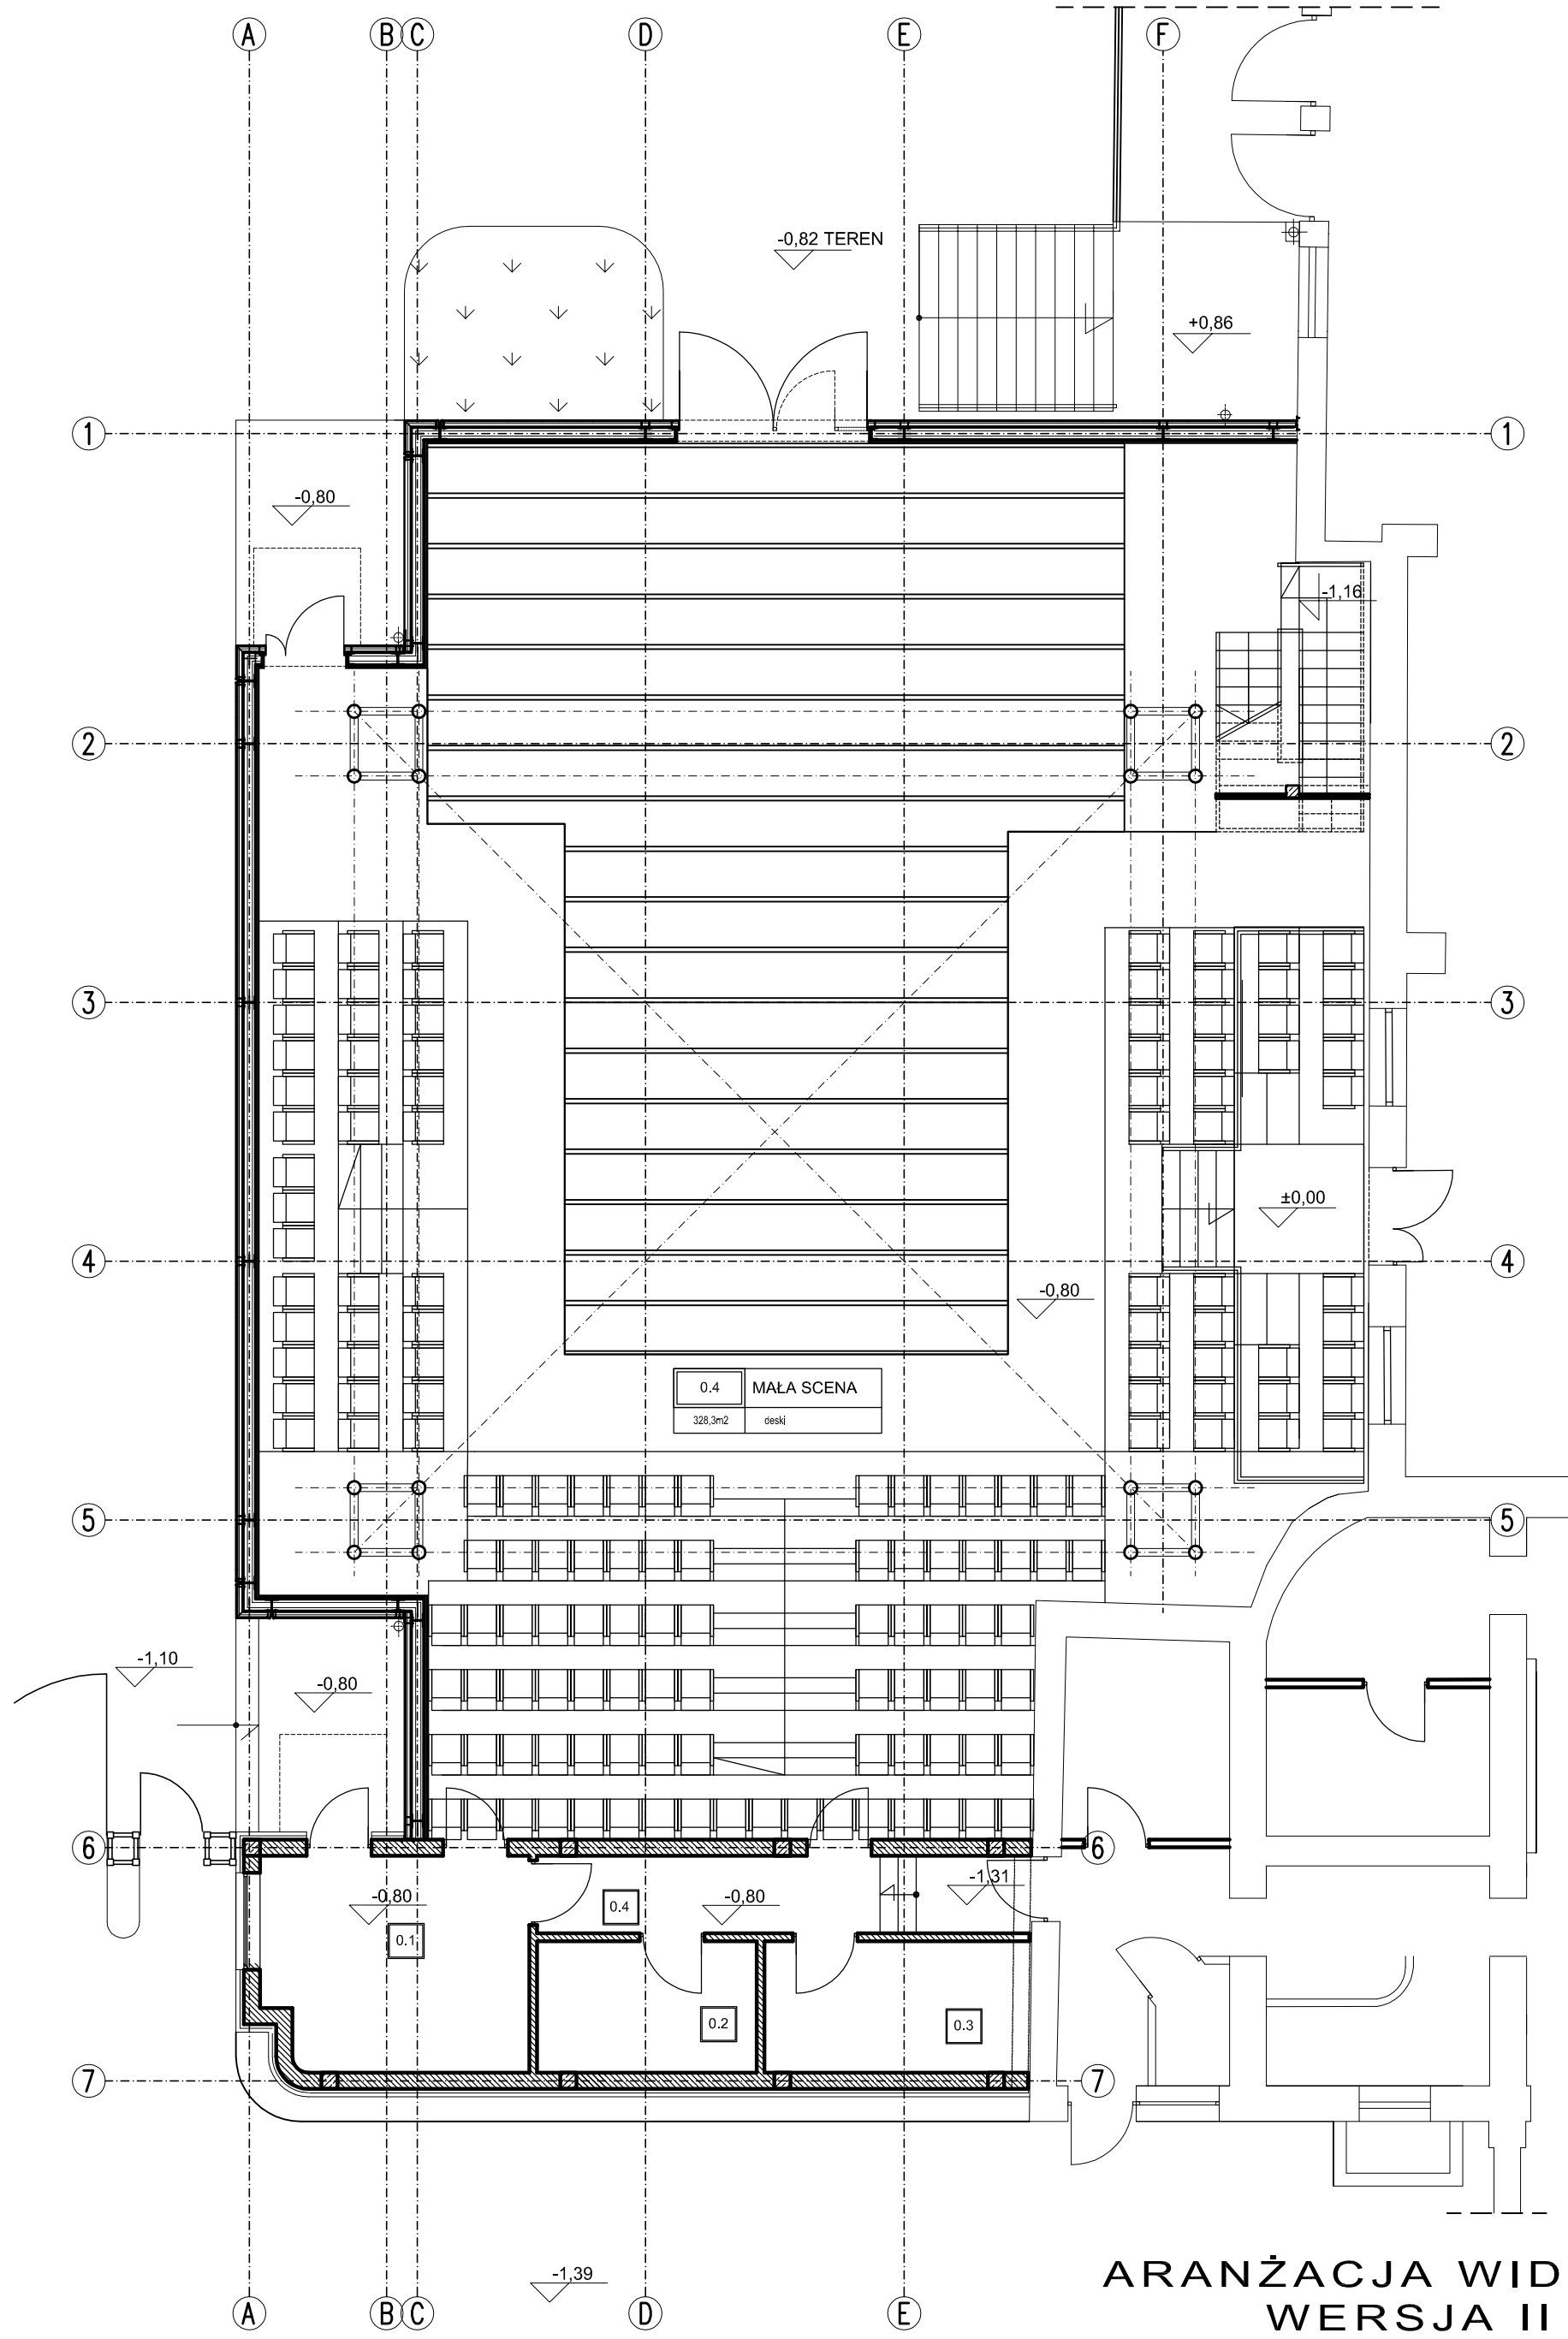 A B C D E F
-0,82 TEREN
+0,86
1 1
-0,80
-1,16
2 2
3 3
±0,00
4 4
-0,80
0.4 MAŁA SCENA
328,3m2 deski
5 5
-1,10
-0,80
6 6
-0,80 -0,80 -1,31
0.4
0.1
0.2 0.3
7 7
-1,39
ARANŻACJA WID
A B C D E
WERSJA II